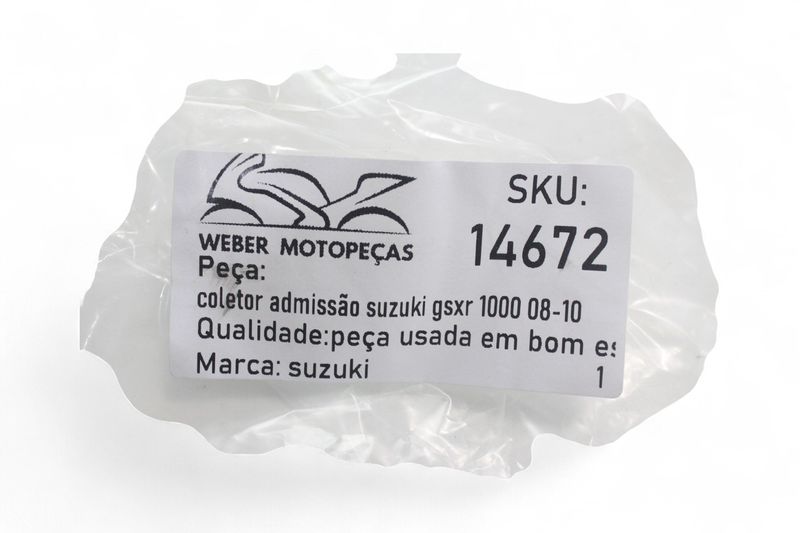 WEBER MOTOPEÇAS
SKU:
14672
Peça:
coletor admissão suzuki gsxr 1000 08-10
Qualidade:peça usada em bom es
Marca: suzuki
1